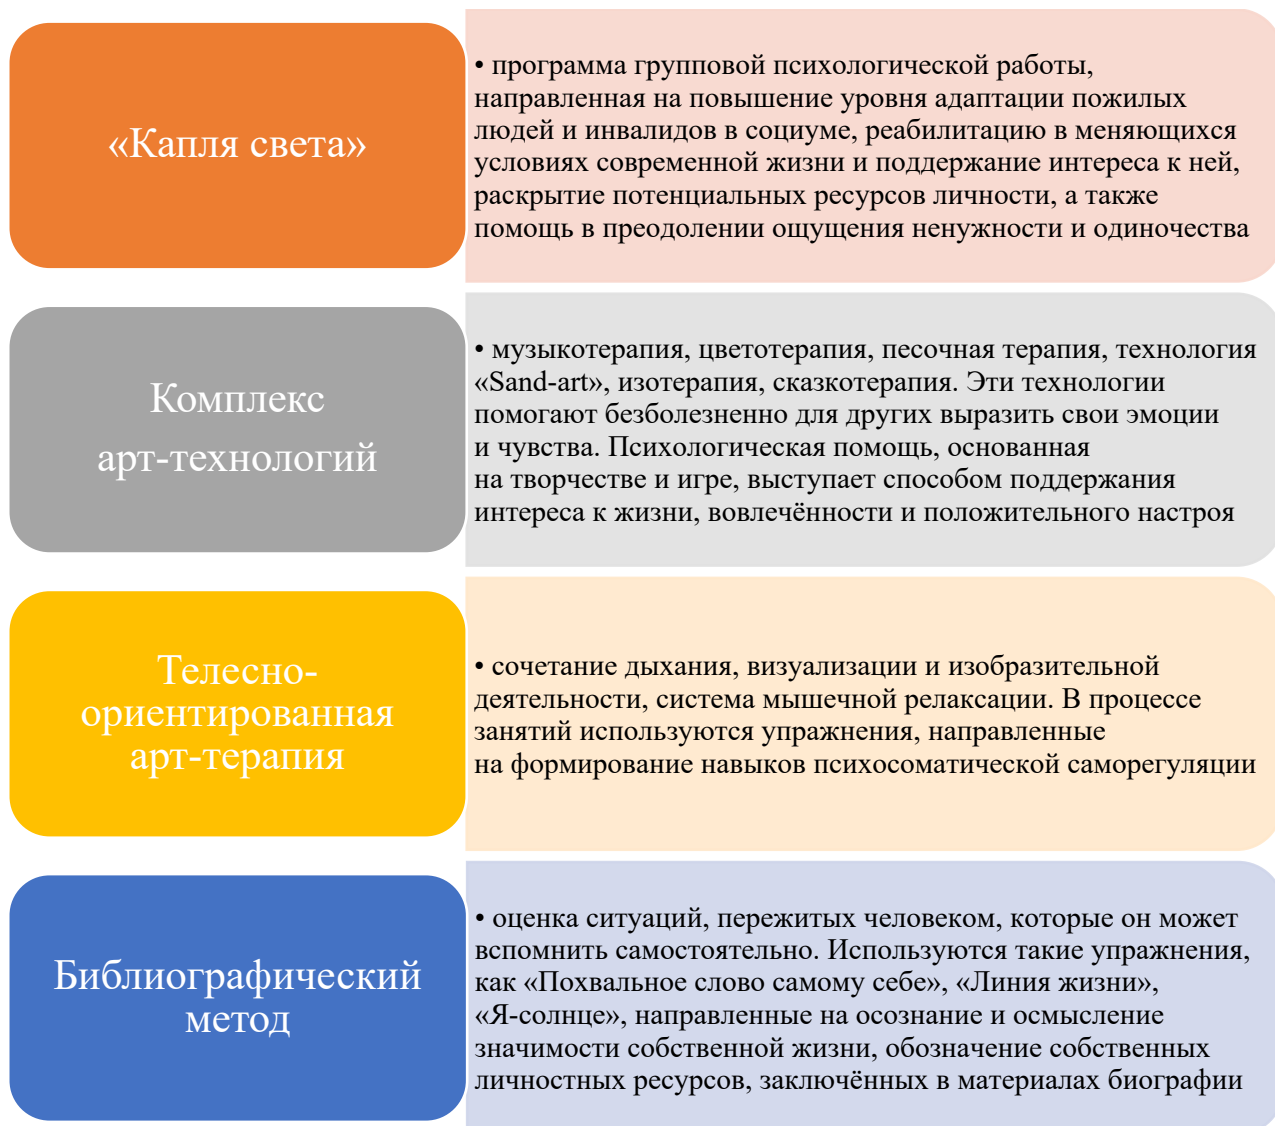 «Капля света»
• программа групповой психологической работы,
направленная на повышение уровня адаптации пожилых
людей и инвалидов в социуме, реабилитацию в меняющихся
условиях современной жизни и поддержание интереса к ней,
раскрытие потенциальных ресурсов личности, а также
помощь в преодолении ощущения ненужности и одиночества
Комплекс
арт-технологий
• музыкотерапия, цветотерапия, песочная терапия, технология
«Sand-art», изотерапия, сказкотерапия. Эти технологии
помогают безболезненно для других выразить свои эмоции
и чувства. Психологическая помощь, основанная
на творчестве и игре, выступает способом поддержания
интереса к жизни, вовлечённости и положительного настроя
Телесно-
ориентированная
арт-терапия
• сочетание дыхания, визуализации и изобразительной
деятельности, система мышечной релаксации. В процессе
занятий используются упражнения, направленные
на формирование навыков психосоматической саморегуляции
Библиографический
метод
• оценка ситуаций, пережитых человеком, которые он может
вспомнить самостоятельно. Используются такие упражнения,
как «Похвальное слово самому себе», «Линия жизни»,
«Я-солнце», направленные на осознание и осмысление
значимости собственной жизни, обозначение собственных
личностных ресурсов, заключённых в материалах биографии